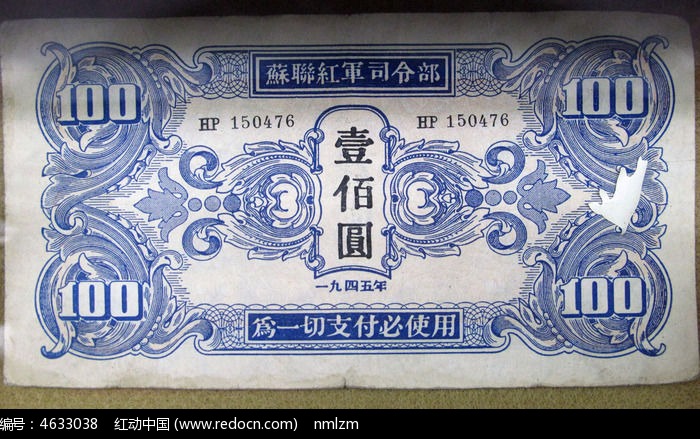 蘇聯紅軍司令部
100 100
HP 150476 HP 150476
壹佰圓
一九四五年
100 100
為一切支付必使用
编号：4633038 红动中国 (www.redocn.com) nmlzm